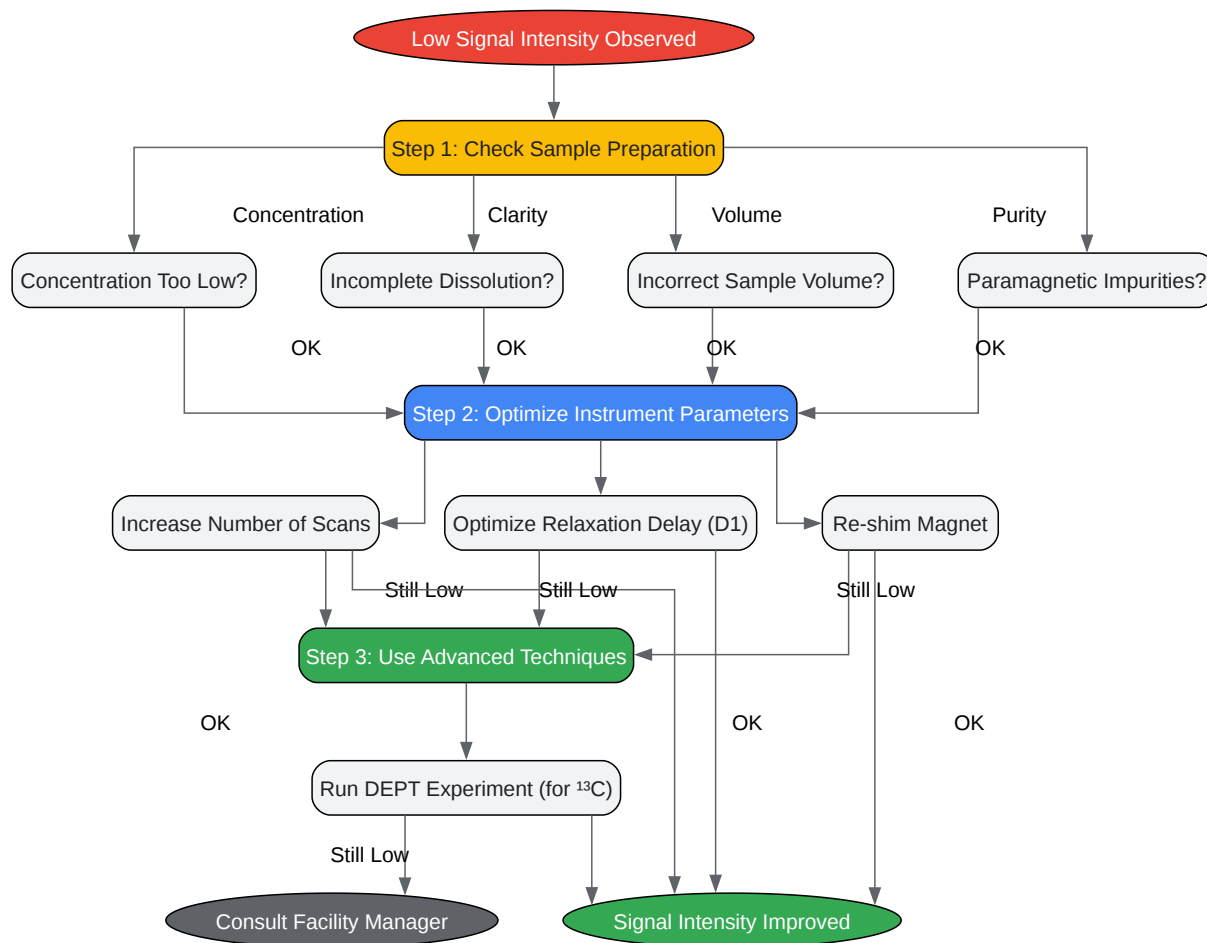 Low Signal Intensity Observed
Step 1: Check Sample Preparation
Concentration
Clarity
Volume
Purity
Concentration Too Low?
Incomplete Dissolution?
Incorrect Sample Volume?
Paramagnetic Impurities?
OK
OK
OK
OK
Step 2: Optimize Instrument Parameters
Increase Number of Scans
Optimize Relaxation Delay (D1)
Re-shim Magnet
Still Low
Still Low
Still Low
Step 3: Use Advanced Techniques
OK
OK
OK
Run DEPT Experiment (for ¹³C)
Still Low
Consult Facility Manager
Signal Intensity Improved